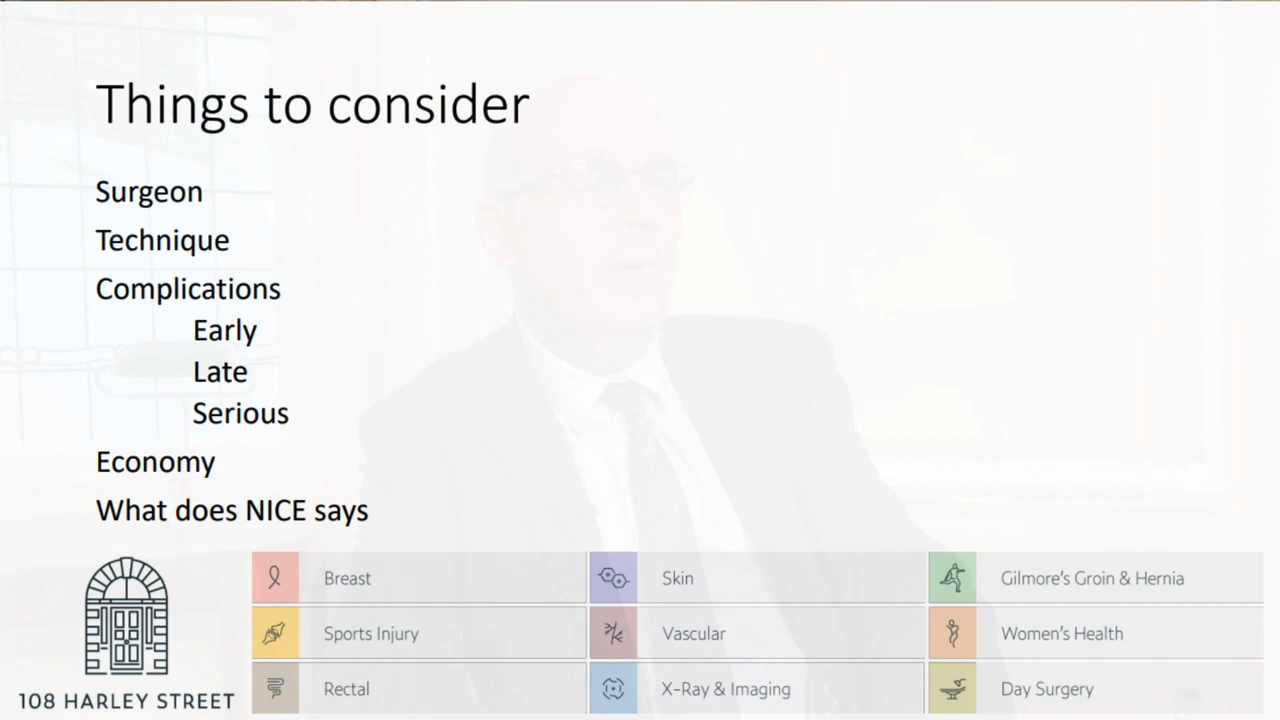 Things to consider
Surgeon
Technique
Complications
Early
Late
Serious
Economy
What does NICE says
108 HARLEY STREET
Breast
Skin
Gilmore's Groin & Hernia
Sports Injury
Vascular
Women's Health
Rectal
X-Ray & Imaging
Day Surgery